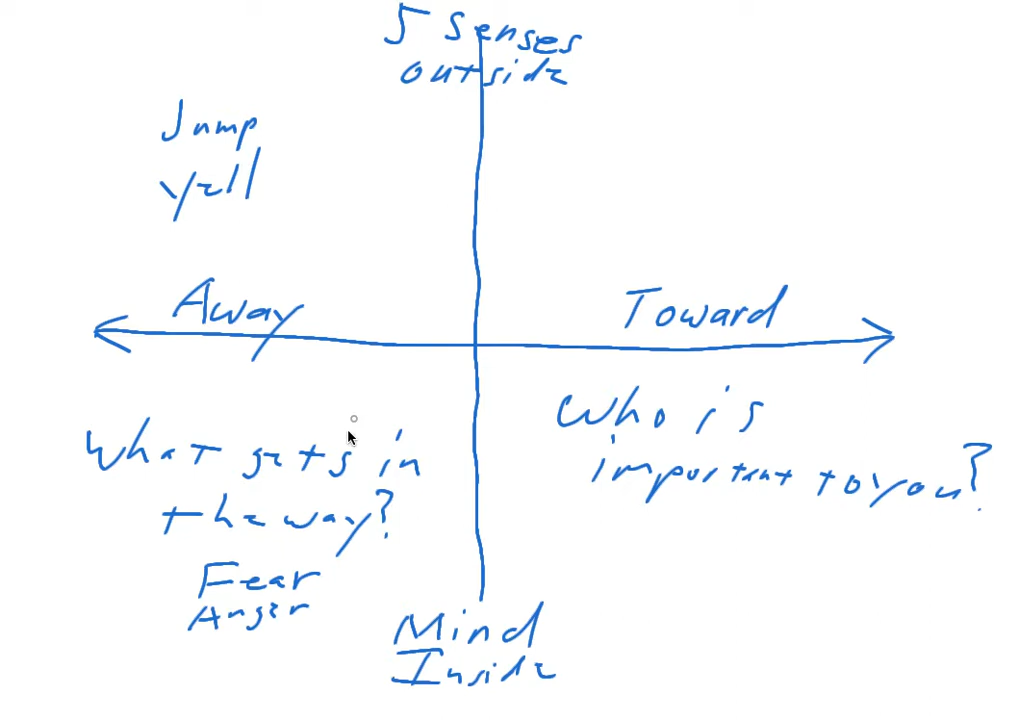 5 Senses
outside
Jump
yell
Away
Toward
Who is
important to you?
What gets in
the way?
Fear
Anger
Mind
Inside